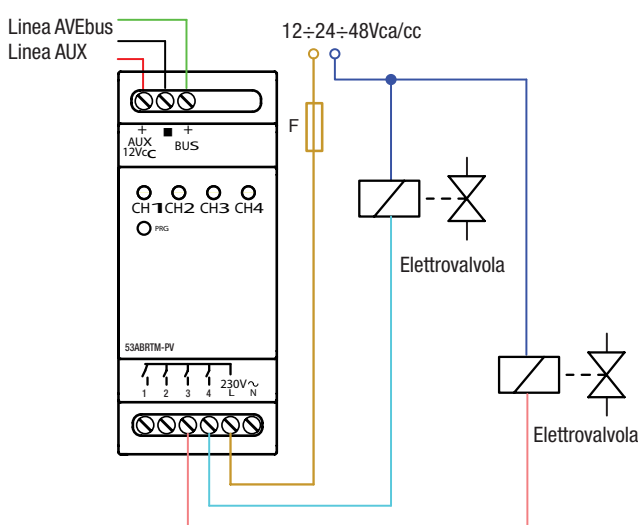 Linea AVEbus
Linea AUX
12÷24÷48Vca/cc
F
+ ■ +
AUX BUS
12Vcc
CH1 CH2 CH3 CH4
PRG
Elettrovalvola
53ABRTM-PV
230V~
1 2 3 4 L N
Elettrovalvola